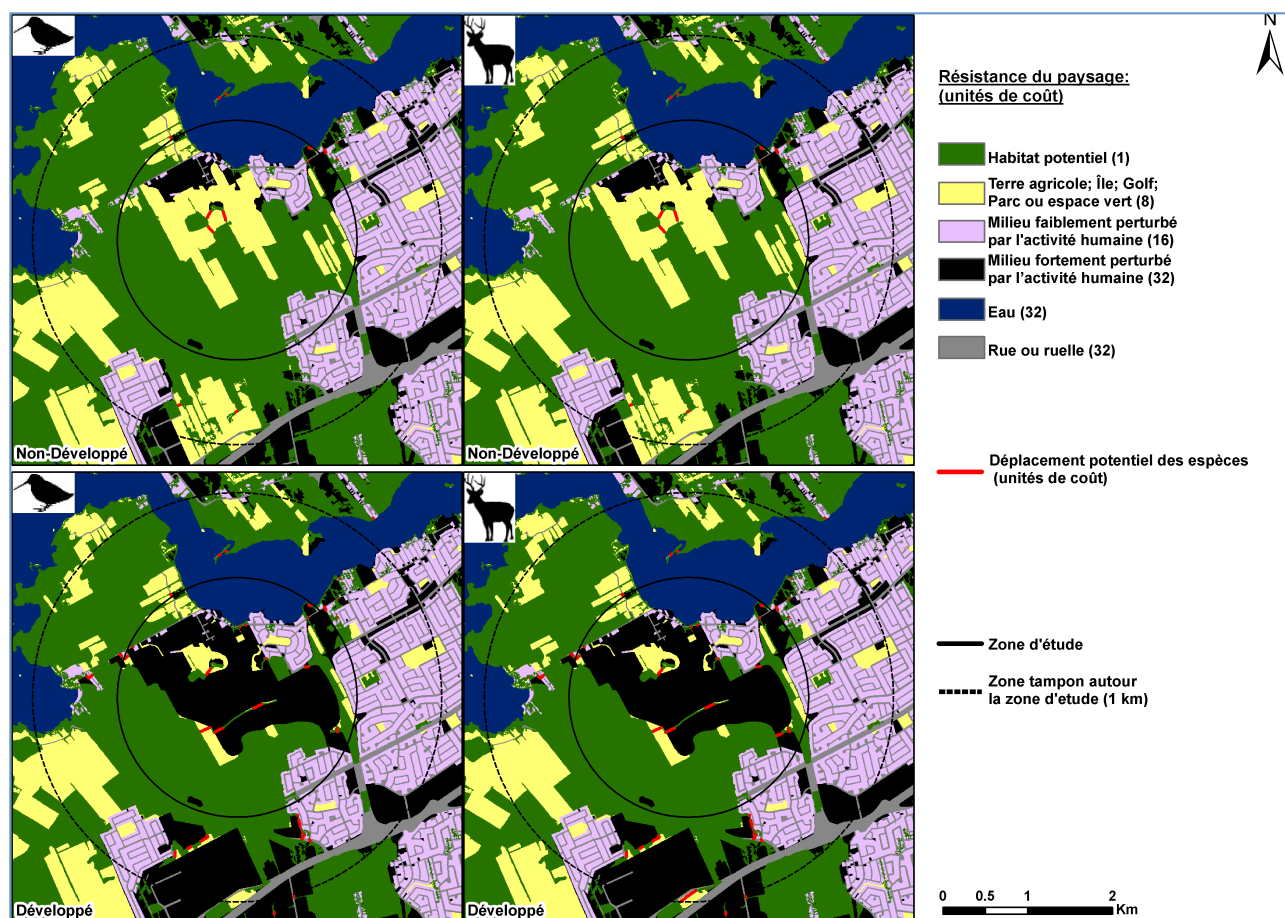 N
Résistance du paysage:
(unités de coût)
Habitat potentiel (1)
Terre agricole; Île; Golf;
Parc ou espace vert (8)
Milieu faiblement perturbé
par l'activité humaine (16)
Milieu fortement perturbé
par l'activité humaine (32)
Eau (32)
Rue ou ruelle (32)
Déplacement potentiel des espèces
(unités de coût)
Zone d'étude
Zone tampon autour
la zone d'etude (1 km)
0 0.5 1 2
Km
Non-Développé
Non-Développé
Développé
Développé